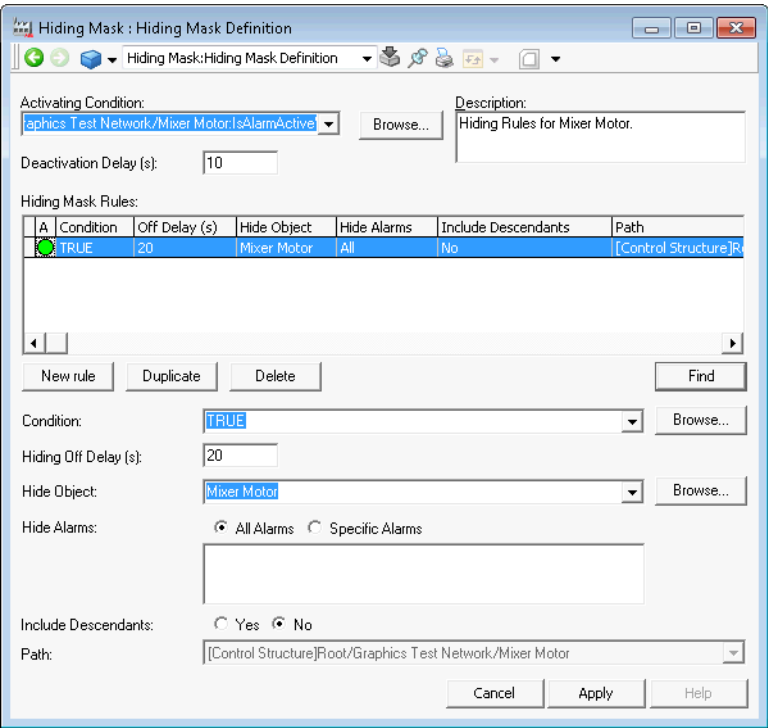 Hiding Mask : Hiding Mask Definition
Hiding Mask:Hiding Mask Definition
Activating Condition:
Description:
aphics Test Network/Mixer Motor:IsAlarmActive
Browse...
Hiding Rules for Mixer Motor.
Deactivation Delay (s):
10
Hiding Mask Rules:
A Condition Off Delay (s) Hide Object Hide Alarms Include Descendants Path
TRUE 20 Mixer Motor All No [Control Structure]R
New rule Duplicate Delete Find
Condition: TRUE Browse...
Hiding Off Delay (s): 20
Hide Object: Mixer Motor Browse...
Hide Alarms: All Alarms Specific Alarms
Include Descendants: Yes No
Path: [Control Structure]Root/Graphics Test Network/Mixer Motor
Cancel Apply Help